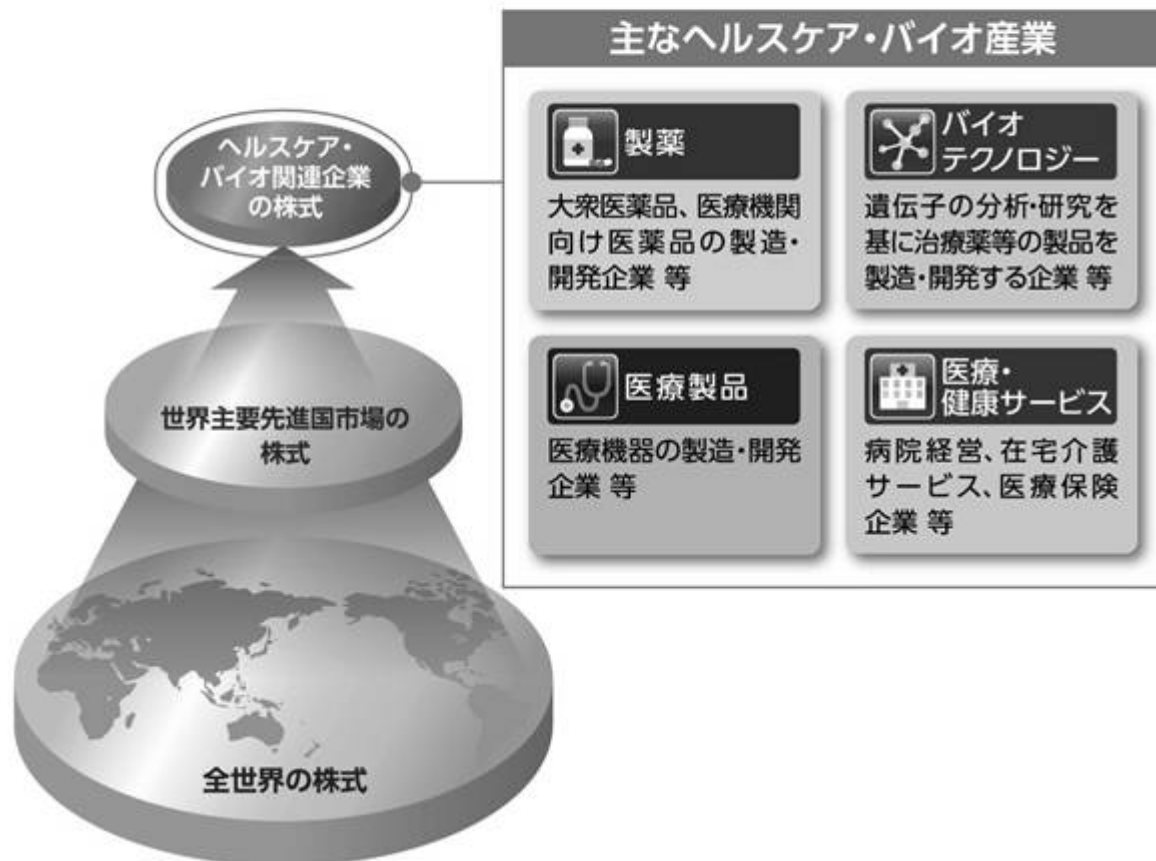 主なヘルスケア・バイオ産業
ヘルスケア・
バイオ関連企業
の株式
製薬
大衆医薬品、医療機関
向け医薬品の製造・
開発企業 等
バイオ
テクノロジー
遺伝子の分析・研究を
基に治療薬等の製品を
製造・開発する企業 等
医療製品
医療機器の製造・開発
企業 等
医療・
健康サービス
病院経営、在宅介護
サービス、医療保険
企業 等
世界主要先進国市場の
株式
全世界の株式